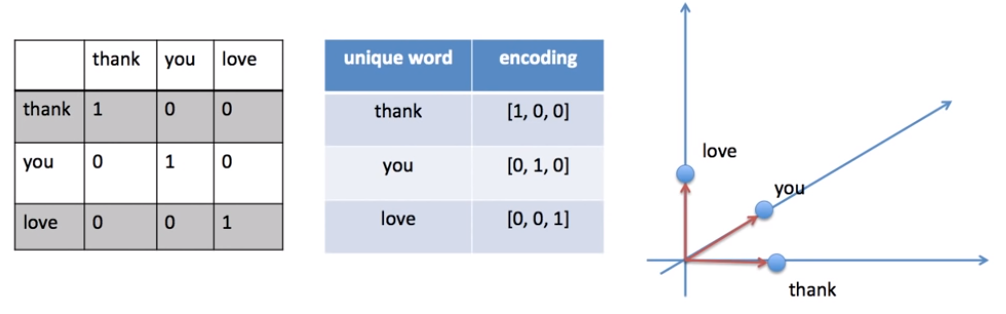 thank you love
thank 1 0 0
you 0 1 0
love 0 0 1
unique word encoding
thank [1, 0, 0]
you [0, 1, 0]
love [0, 0, 1]
love
you
thank